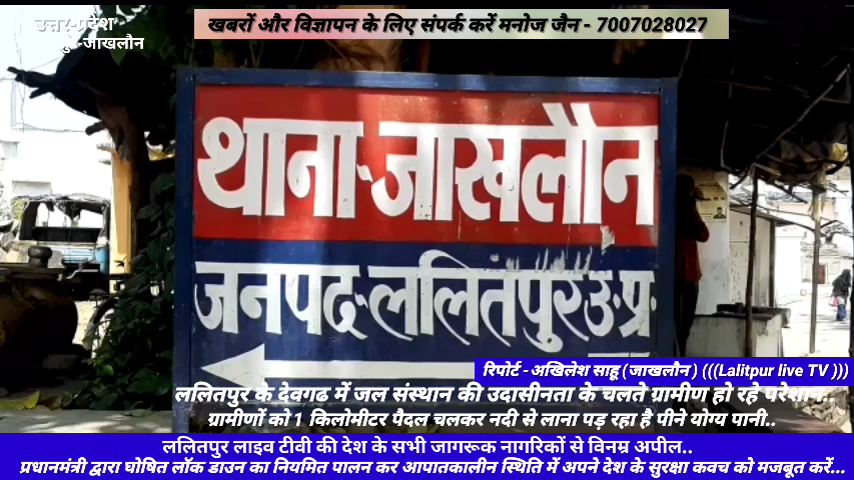 उत्तर-प्रदेश
खबरों और विज्ञापन के लिए संपर्क करें मनोज जैन - 7007028027
-जाखलौन
थाना-जाखलौन
जनपद-ललितपुर उ.प्र.
रिपोर्ट - अखिलेश साहू (जाखलौन ) (((Lalitpur live TV )))
ललितपुर के देवगढ में जल संस्थान की उदासीनता के चलते ग्रामीण हो रहे परेशान..
ग्रामीणों को 1 किलोमीटर पैदल चलकर नदी से लाना पड़ रहा है पीने योग्य पानी..
ललितपुर लाइव टीवी की देश के सभी जागरूक नागरिकों से विनम्र अपील..
प्रधानमंत्री द्वारा घोषित लॉक डाउन का नियमित पालन कर आपातकालीन स्थिति में अपने देश के सुरक्षा कवच को मजबूत करें...